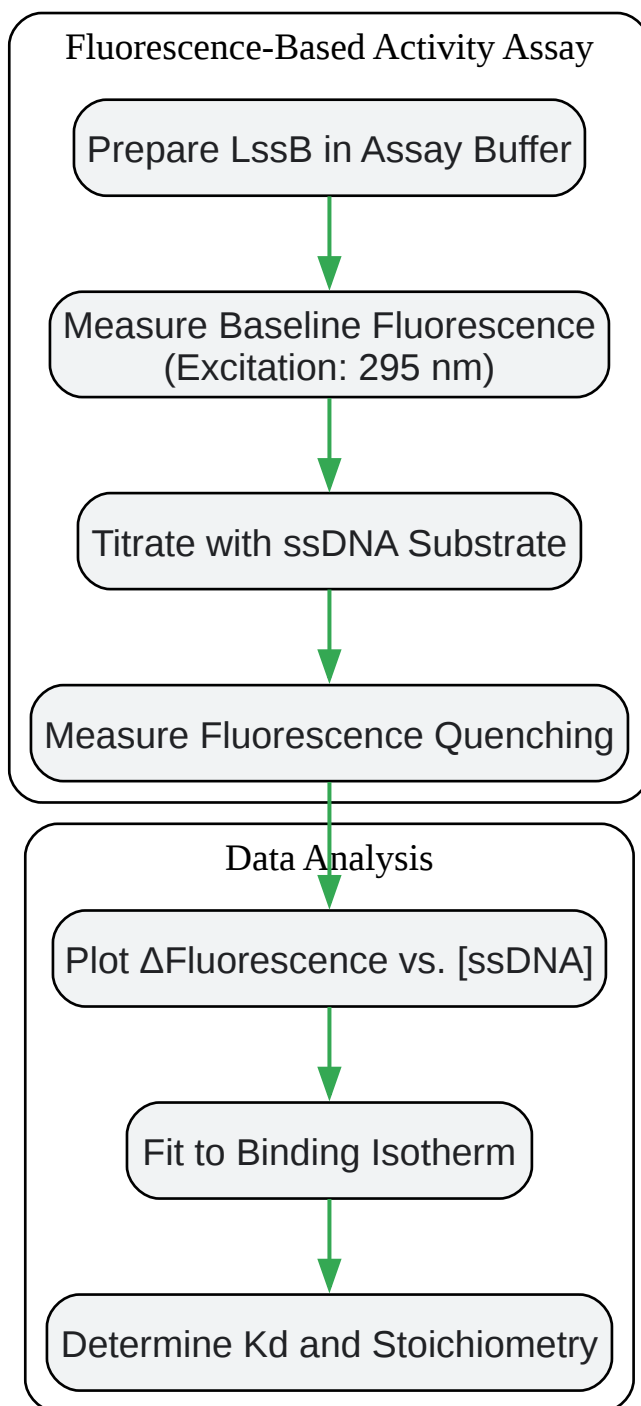 Fluorescence-Based Activity Assay
Prepare LssB in Assay Buffer
Measure Baseline Fluorescence
(Excitation: 295 nm)
Titrate with ssDNA Substrate
Measure Fluorescence Quenching
Data Analysis
Plot ΔFluorescence vs. [ssDNA]
Fit to Binding Isotherm
Determine Kd and Stoichiometry